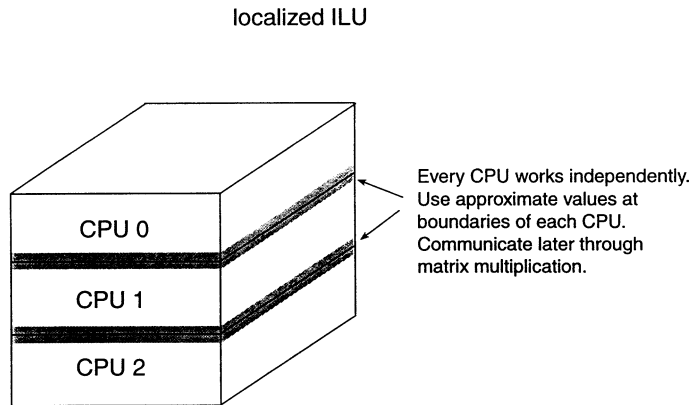 localized ILU
CPU 0
CPU 1
CPU 2
Every CPU works independently.
Use approximate values at
boundaries of each CPU.
Communicate later through
matrix multiplication.